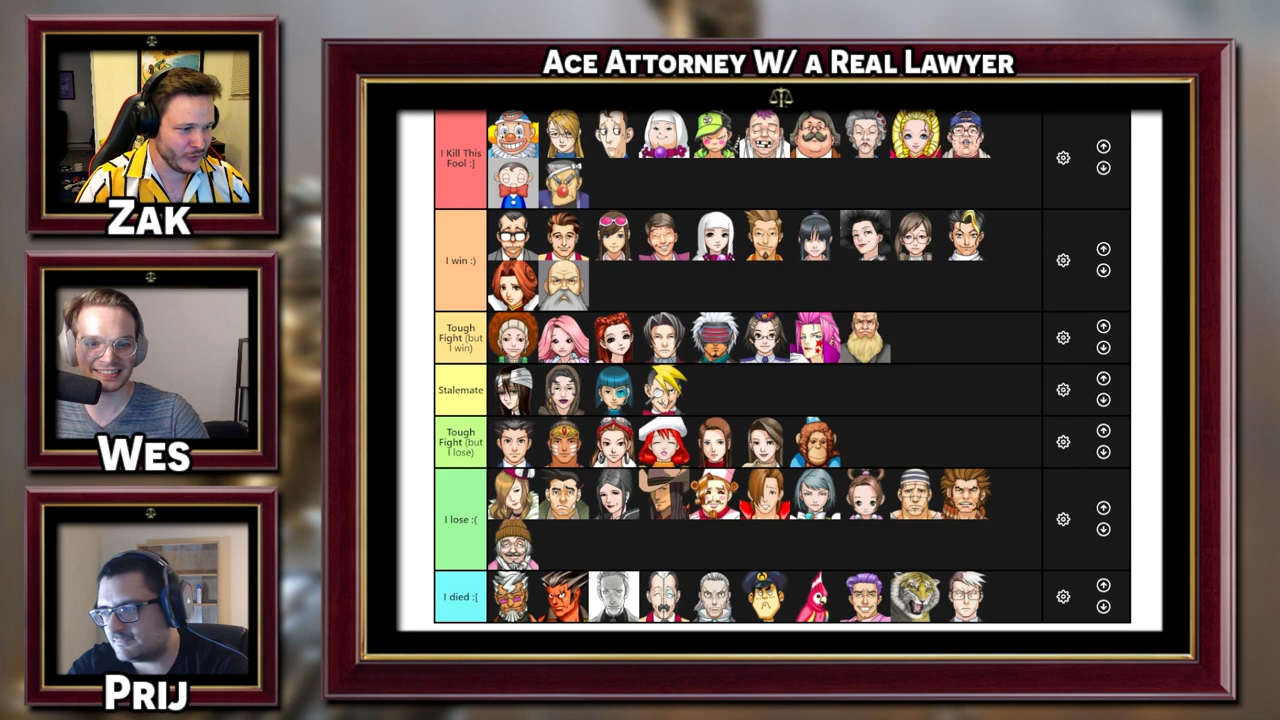 ACE ATTORNEY W/ A REAL LAWYER
ZAK
WES
PRIJ
I Kill This
Fool :]
I win :)
Tough
Fight (but
I win)
Stalemate
Tough
Fight (but
I lose)
I lose :(
I died :[